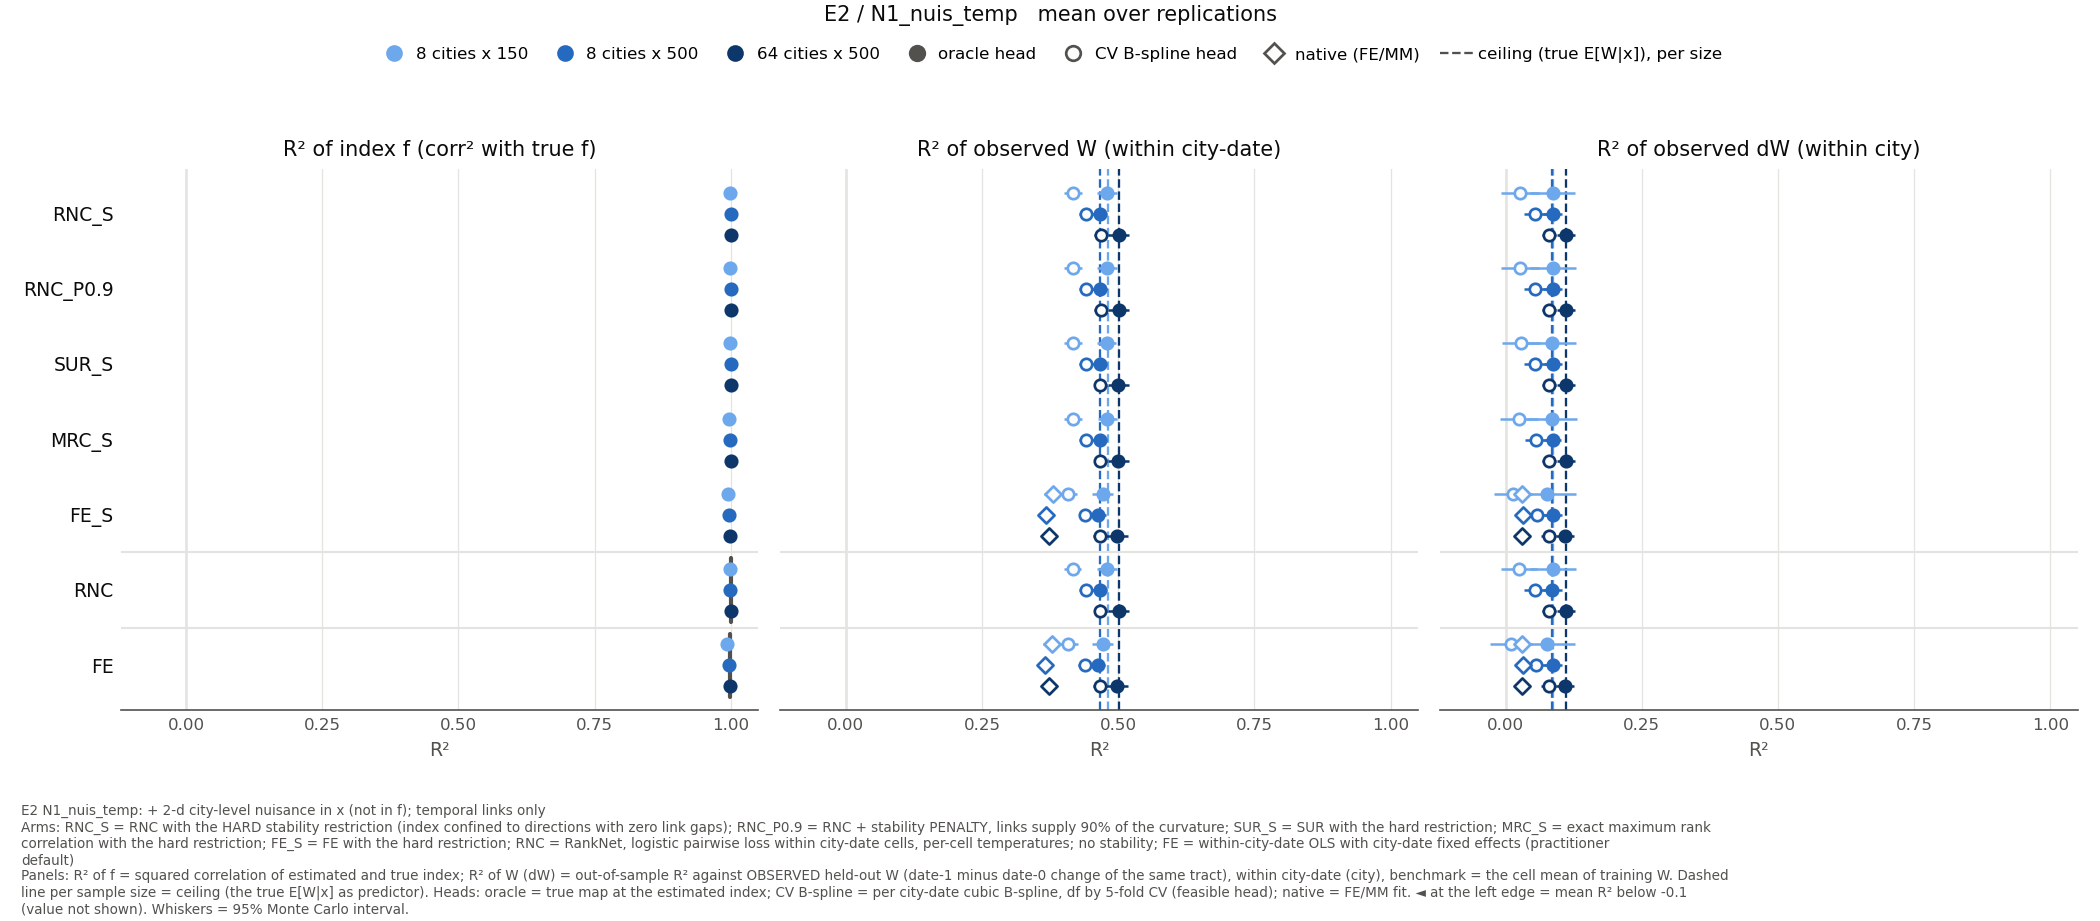 E2 / N1_nuis_temp   mean over replications
8 cities x 150
8 cities x 500
64 cities x 500
oracle head
CV B-spline head
native (FE/MM)
ceiling (true E[W|x]), per size
R² of index f (corr² with true f)
R² of observed W (within city-date)
R² of observed dW (within city)
RNC_S
RNC_P0.9
SUR_S
MRC_S
FE_S
RNC
FE
0.00 0.25 0.50 0.75 1.00
0.00 0.25 0.50 0.75 1.00
0.00 0.25 0.50 0.75 1.00
R²
R²
R²
E2 N1_nuis_temp: + 2-d city-level nuisance in x (not in f); temporal links only
Arms: RNC_S = RNC with the HARD stability restriction (index confined to directions with zero link gaps); RNC_P0.9 = RNC + stability PENALTY, links supply 90% of the curvature; SUR_S = SUR with the hard restriction; MRC_S = exact maximum rank
correlation with the hard restriction; FE_S = FE with the hard restriction; RNC = RankNet, logistic pairwise loss within city-date cells, per-cell temperatures; no stability; FE = within-city-date OLS with city-date fixed effects (practitioner
default)
Panels: R² of f = squared correlation of estimated and true index; R² of W (dW) = out-of-sample R² against OBSERVED held-out W (date-1 minus date-0 change of the same tract), within city-date (city), benchmark = the cell mean of training W. Dashed
line per sample size = ceiling (the true E[W|x] as predictor). Heads: oracle = true map at the estimated index; CV B-spline = per city-date cubic B-spline, df by 5-fold CV (feasible head); native = FE/MM fit. ◄ at the left edge = mean R² below -0.1
(value not shown). Whiskers = 95% Monte Carlo interval.